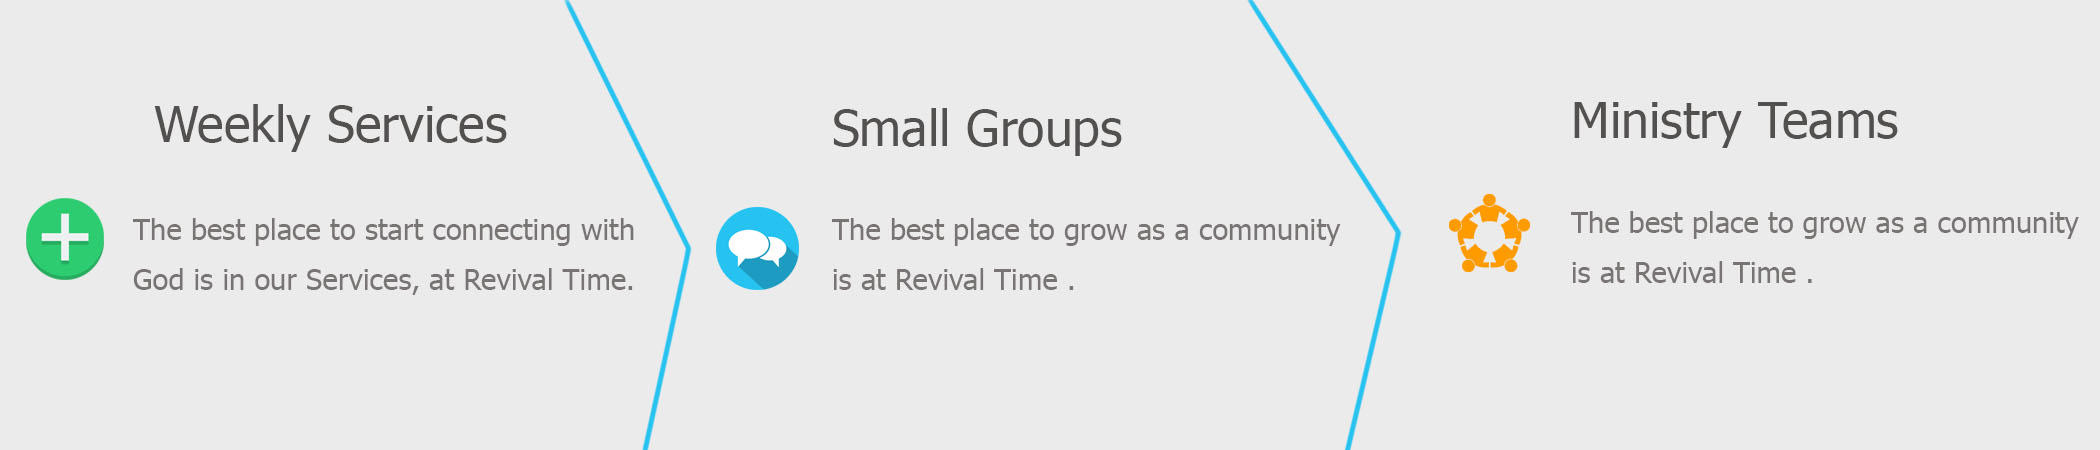 Weekly Services
The best place to start connecting with
God is in our Services, at Revival Time.
Small Groups
The best place to grow as a community
is at Revival Time .
Ministry Teams
The best place to grow as a community
is at Revival Time .